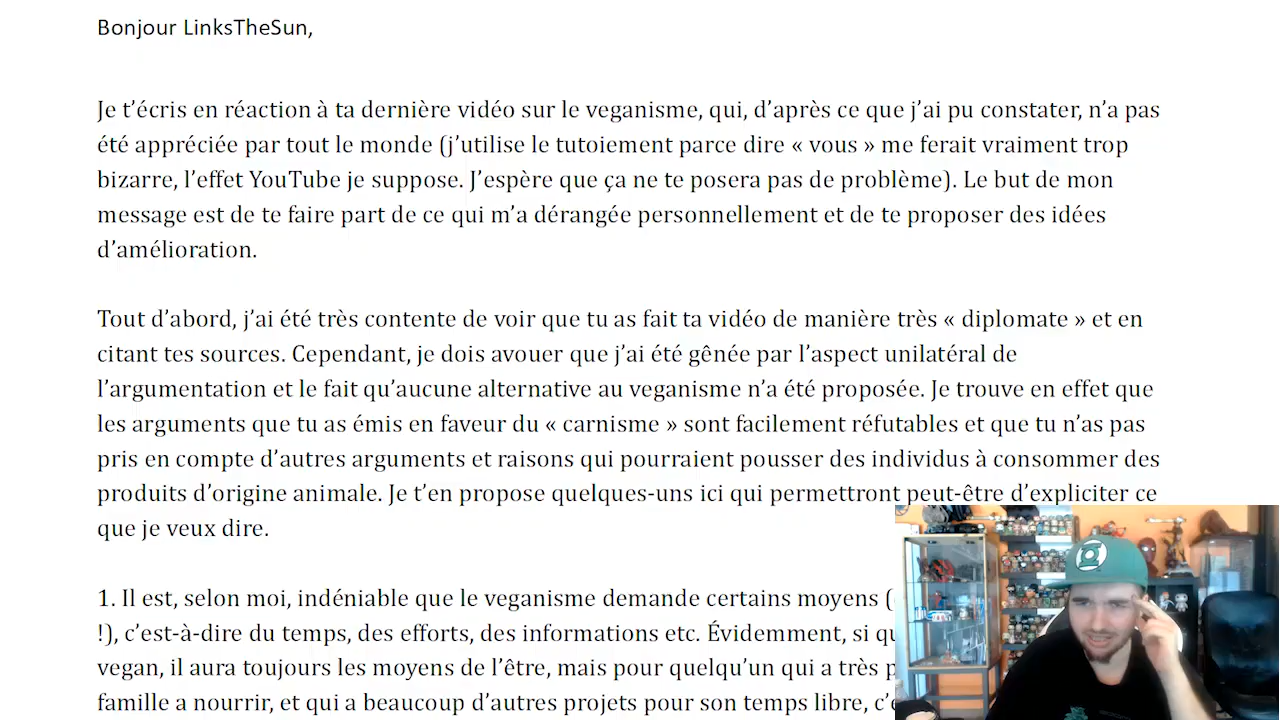 Bonjour LinksTheSun,
Je t’écris en réaction à ta dernière vidéo sur le veganisme, qui, d’après ce que j’ai pu constater, n’a pas
été appréciée par tout le monde (j’utilise le tutoiement parce dire « vous » me ferait vraiment trop
bizarre, l’effet YouTube je suppose. J’espère que ça ne te posera pas de problème). Le but de mon
message est de te faire part de ce qui m’a dérangée personnellement et de te proposer des idées
d’amélioration.
Tout d’abord, j’ai été très contente de voir que tu as fait ta vidéo de manière très « diplomate » et en
citant tes sources. Cependant, je dois avouer que j’ai été gênée par l’aspect unilatéral de
l’argumentation et le fait qu’aucune alternative au veganisme n’a été proposée. Je trouve en effet que
les arguments que tu as émis en faveur du « carnisme » sont facilement réfutables et que tu n’as pas
pris en compte d’autres arguments et raisons qui pourraient pousser des individus à consommer des
produits d’origine animale. Je t’en propose quelques-uns ici qui permettront peut-être d’expliciter ce
que je veux dire.
1. Il est, selon moi, indéniable que le veganisme demande certains moyens (
!), c’est-à-dire du temps, des efforts, des informations etc. Évidemment, si
vegan, il aura toujours les moyens de l’être, mais pour quelqu’un qui a très
famille a nourrir, et qui a beaucoup d’autres projets pour son temps libre,